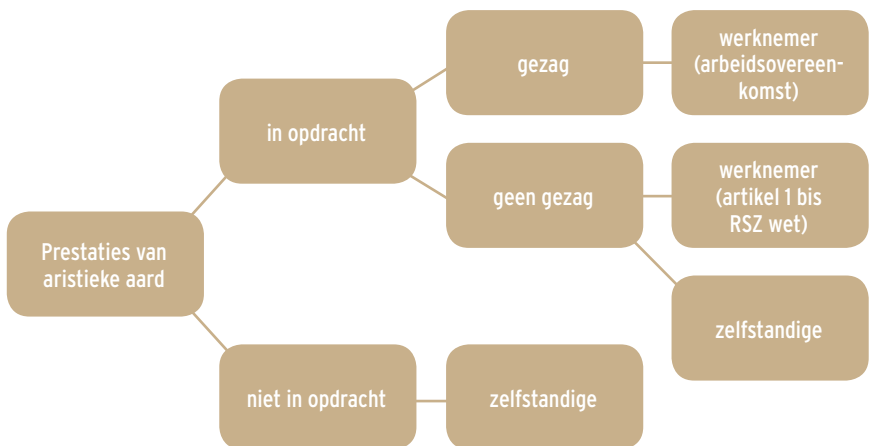 Prestaties van
aristieke aard
in opdracht
gezag
werknemer
(arbeidsovereen-
komst)
geen gezag
werknemer
(artikel 1 bis
RSZ wet)
zelfstandige
niet in opdracht
zelfstandige